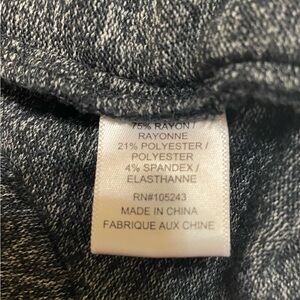 75% RAYON /
RAYONNE
21% POLYESTER /
POLYESTER
4% SPANDEX /
ELASTHANNE
RN#105243
MADE IN CHINA
FABRIQUE AUX CHINE